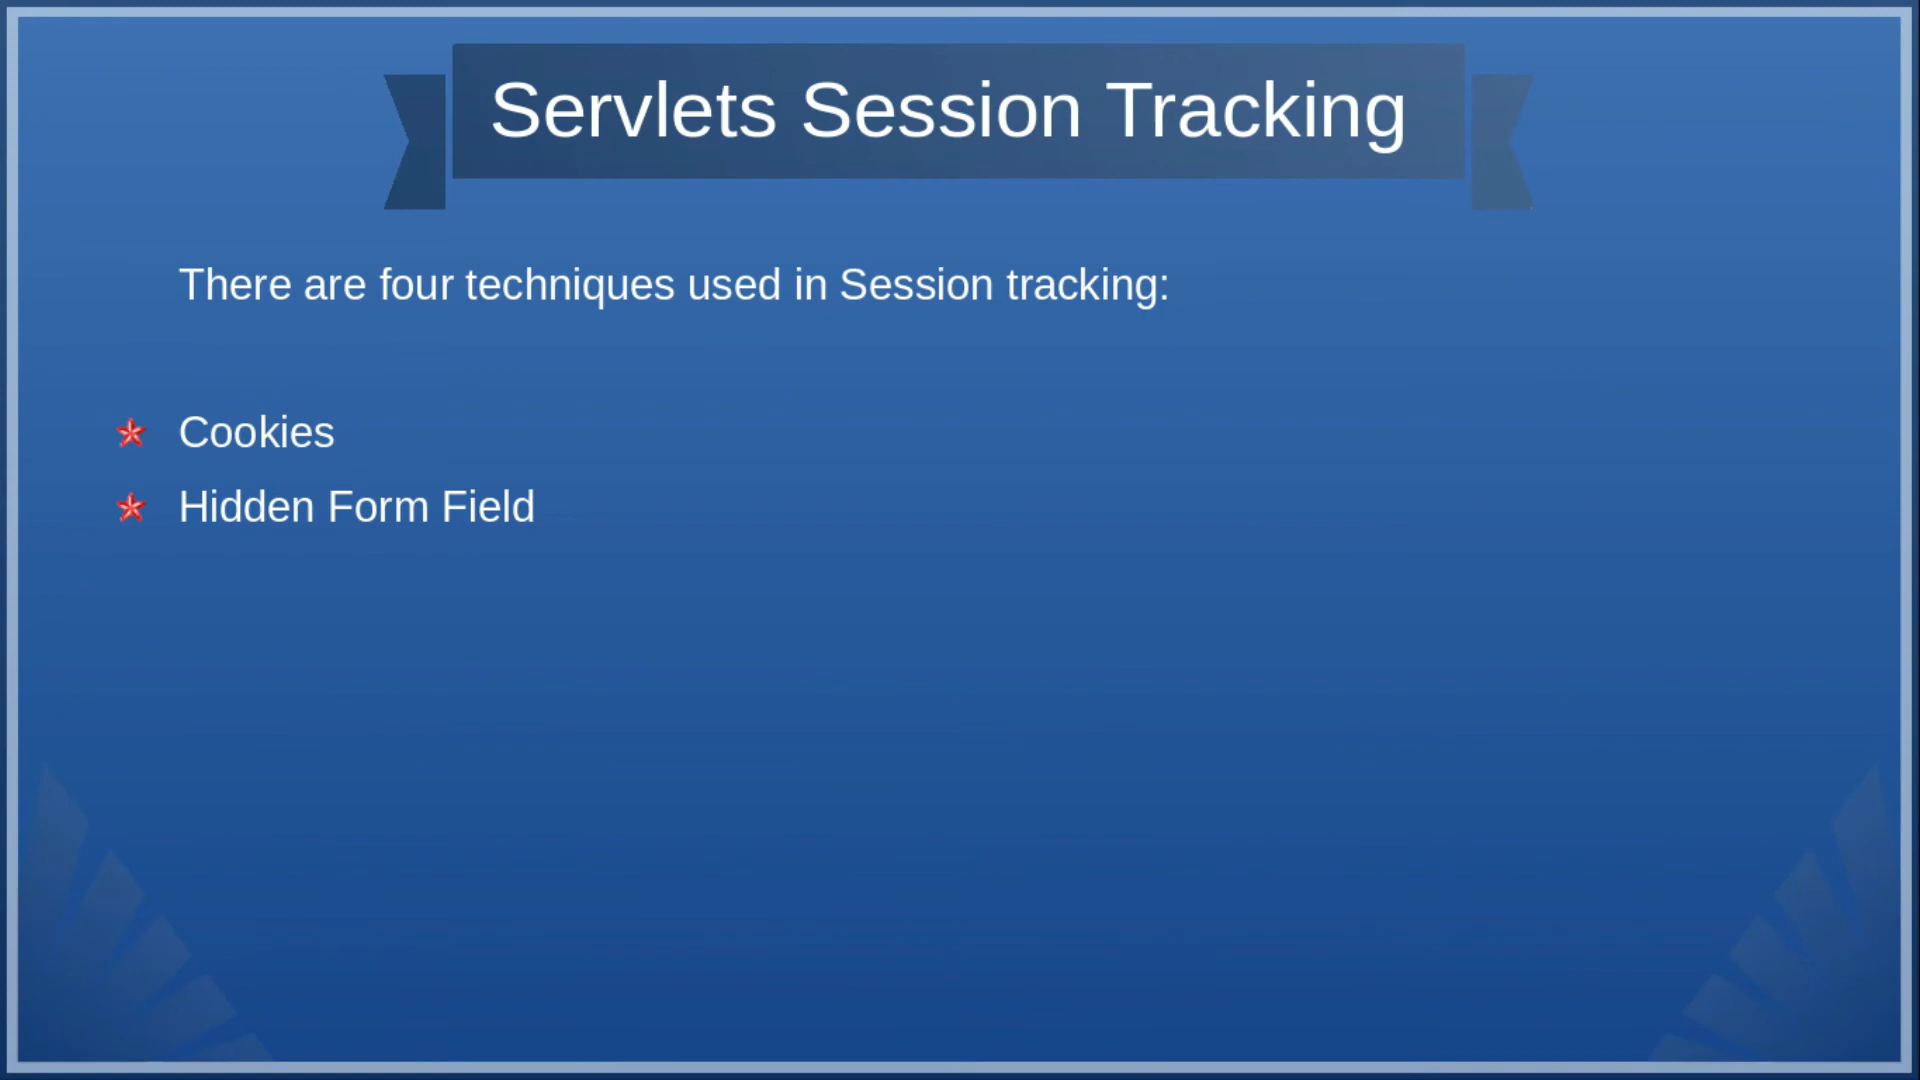 Servlets Session Tracking
There are four techniques used in Session tracking:
Cookies
Hidden Form Field